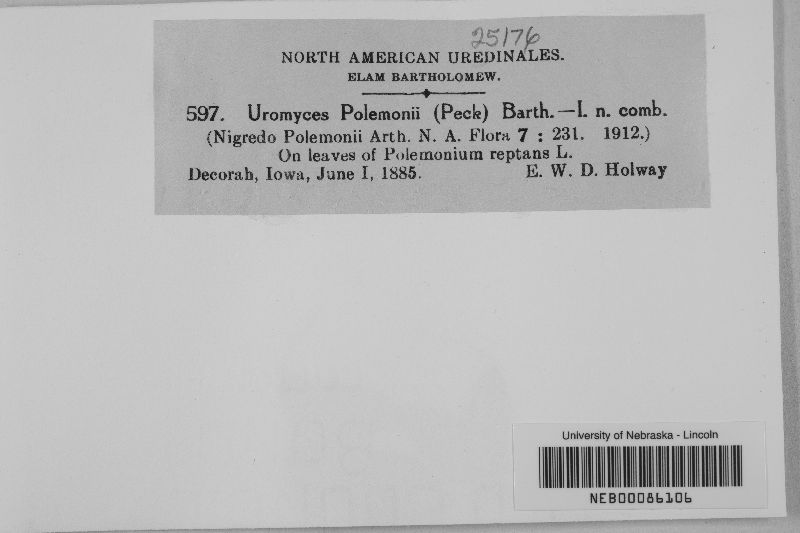 25176
NORTH AMERICAN UREDINALES.
ELAM BARTHOLOMEW.
597. Uromyces Polemonii (Peck) Barth.—I. n. comb.
(Nigredo Polemonii Arth. N. A. Flora 7 : 231. 1912.)
On leaves of Polemonium reptans L.
Decorah, Iowa, June I, 1885. E. W. D. Holway
University of Nebraska - Lincoln
NEB00086106